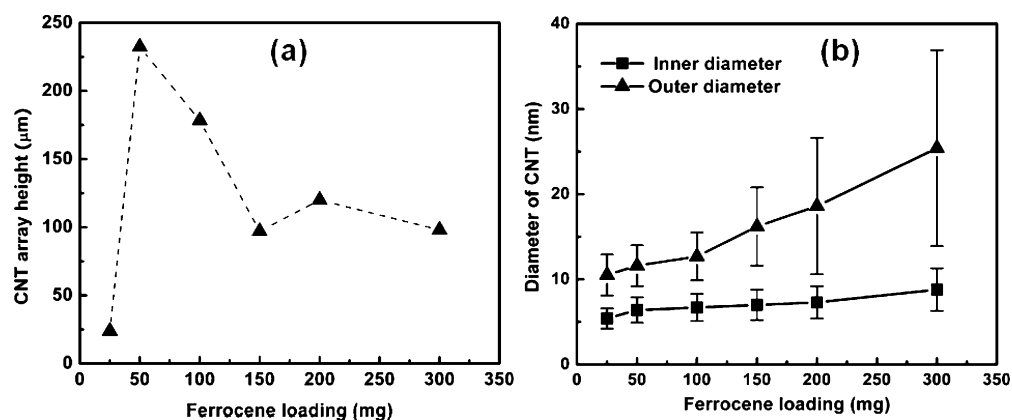 (a)
CNT array height (μm)
250
200
150
100
50
0
0 50 100 150 200 250 300 350
Ferrocene loading (mg)
(b)
Inner diameter
Outer diameter
Diameter of CNT (nm)
40
30
20
10
0
0 50 100 150 200 250 300 350
Ferrocene loading (mg)